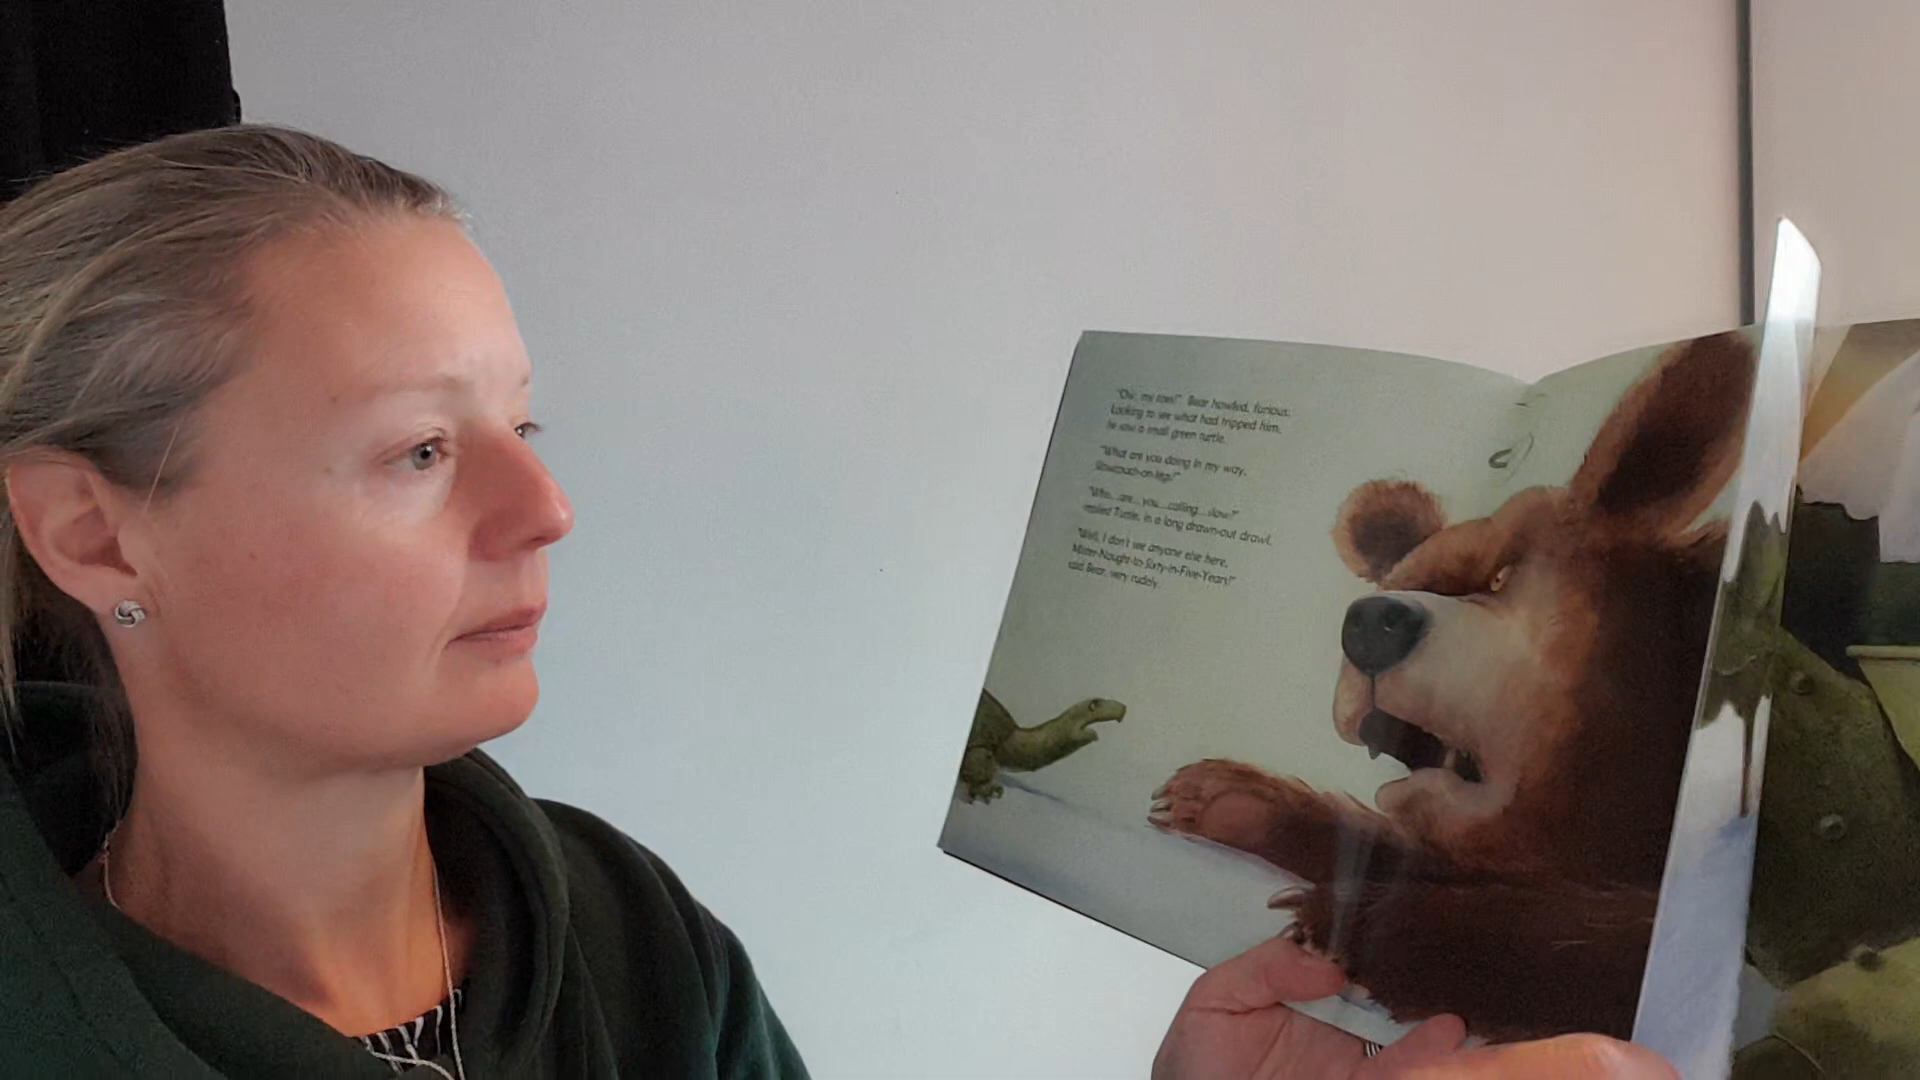 "Ow, my paw!" Bear howled, furious.
Looking to see what had tripped him,
he saw a small green turtle.
"What are you doing in my way,
Slowcoach-on-legs!"
"Who...are...you...calling...slow?"
replied Turtle, in a long drawn-out drawl.
"Well, I don't see anyone else here,
Mister-Nought-to-Sixty-in-Five-Years!"
said Bear, very rudely.